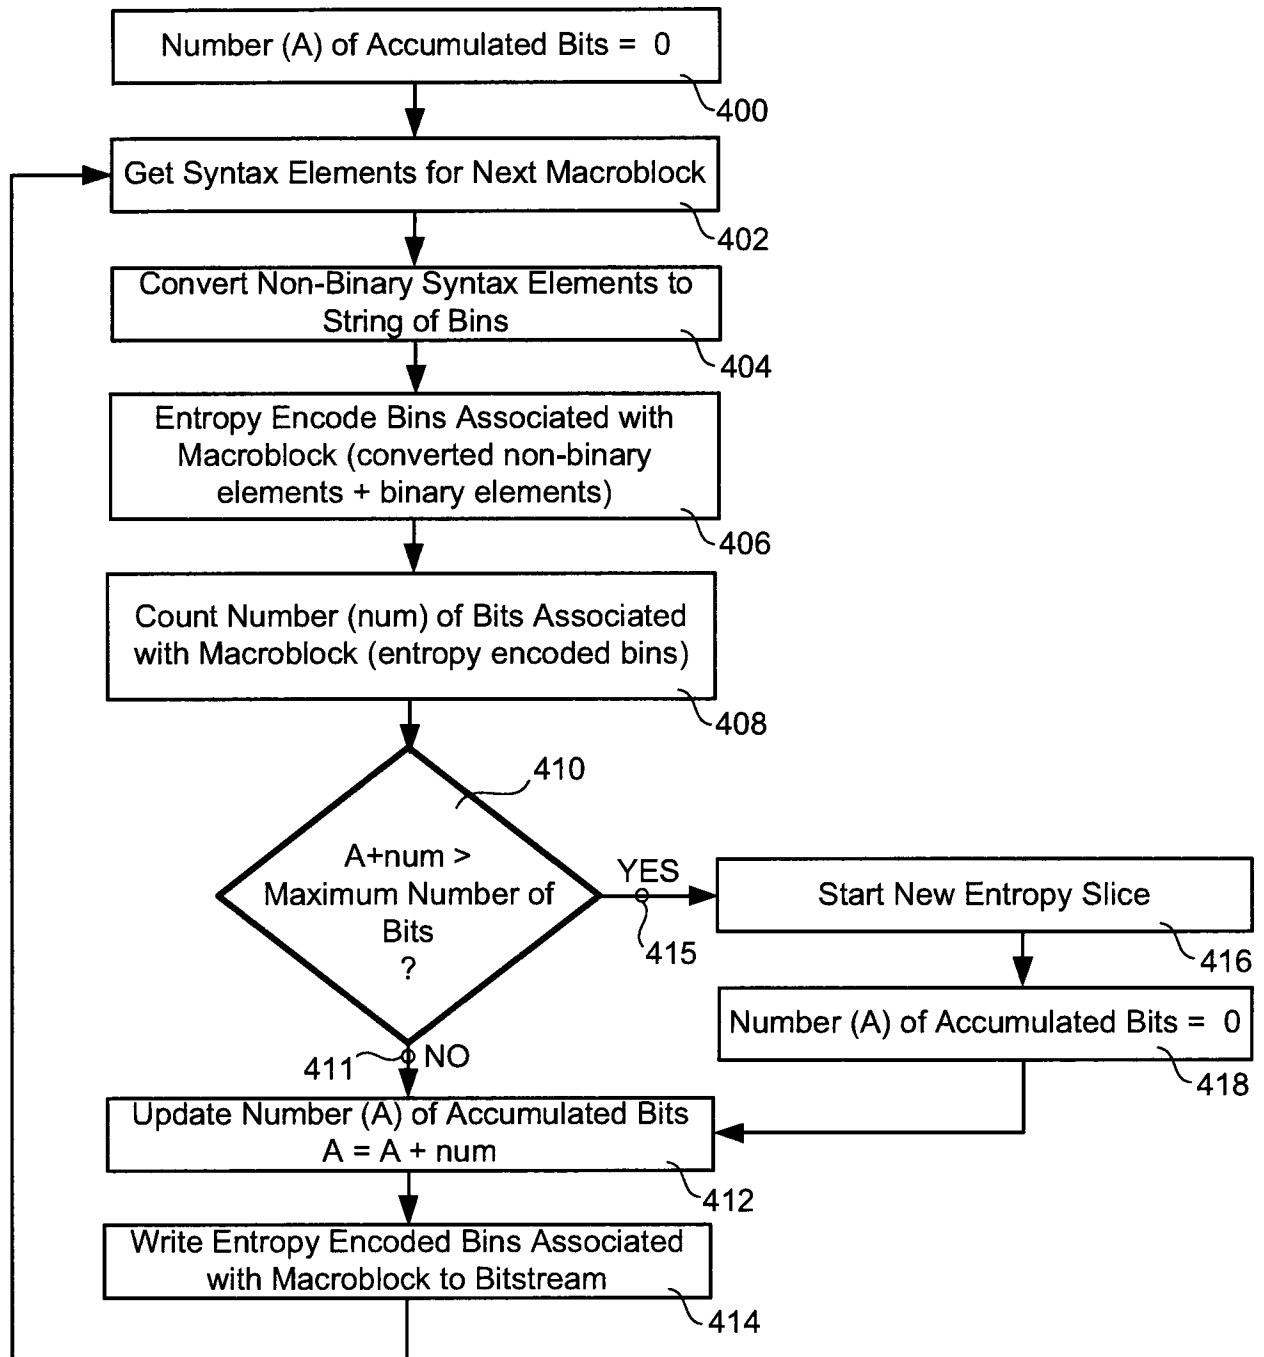 Number (A) of Accumulated Bits = 0
400
Get Syntax Elements for Next Macroblock
402
Convert Non-Binary Syntax Elements to
String of Bins
404
Entropy Encode Bins Associated with
Macroblock (converted non-binary
elements + binary elements)
406
Count Number (num) of Bits Associated
with Macroblock (entropy encoded bins)
408
410
A+num >
Maximum Number of
Bits
?
YES
415
Start New Entropy Slice
416
Number (A) of Accumulated Bits = 0
418
411
NO
Update Number (A) of Accumulated Bits
A = A + num
412
Write Entropy Encoded Bins Associated
with Macroblock to Bitstream
414